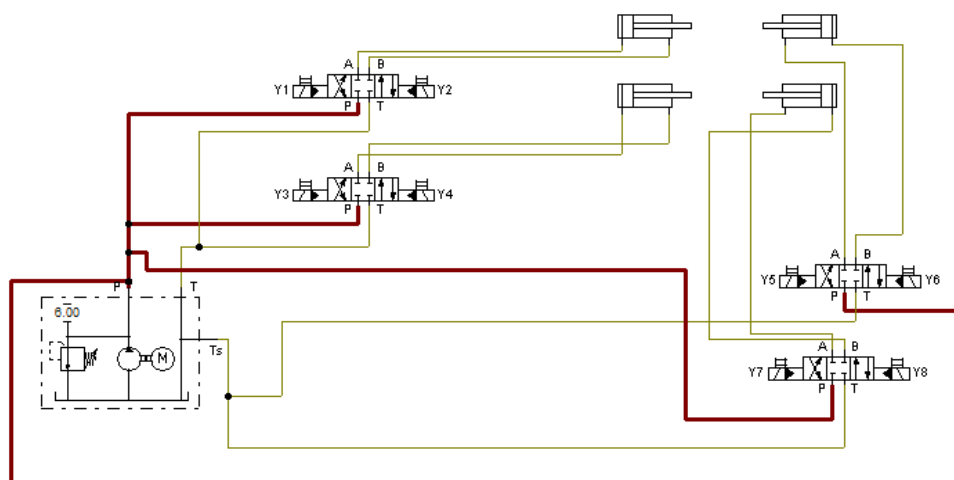 A B
Y1 Y2
P T
A B
Y3 Y4
P T
A B
Y5 Y6
P T
P T
6.00
Ts
M
A B
Y7 Y8
P T